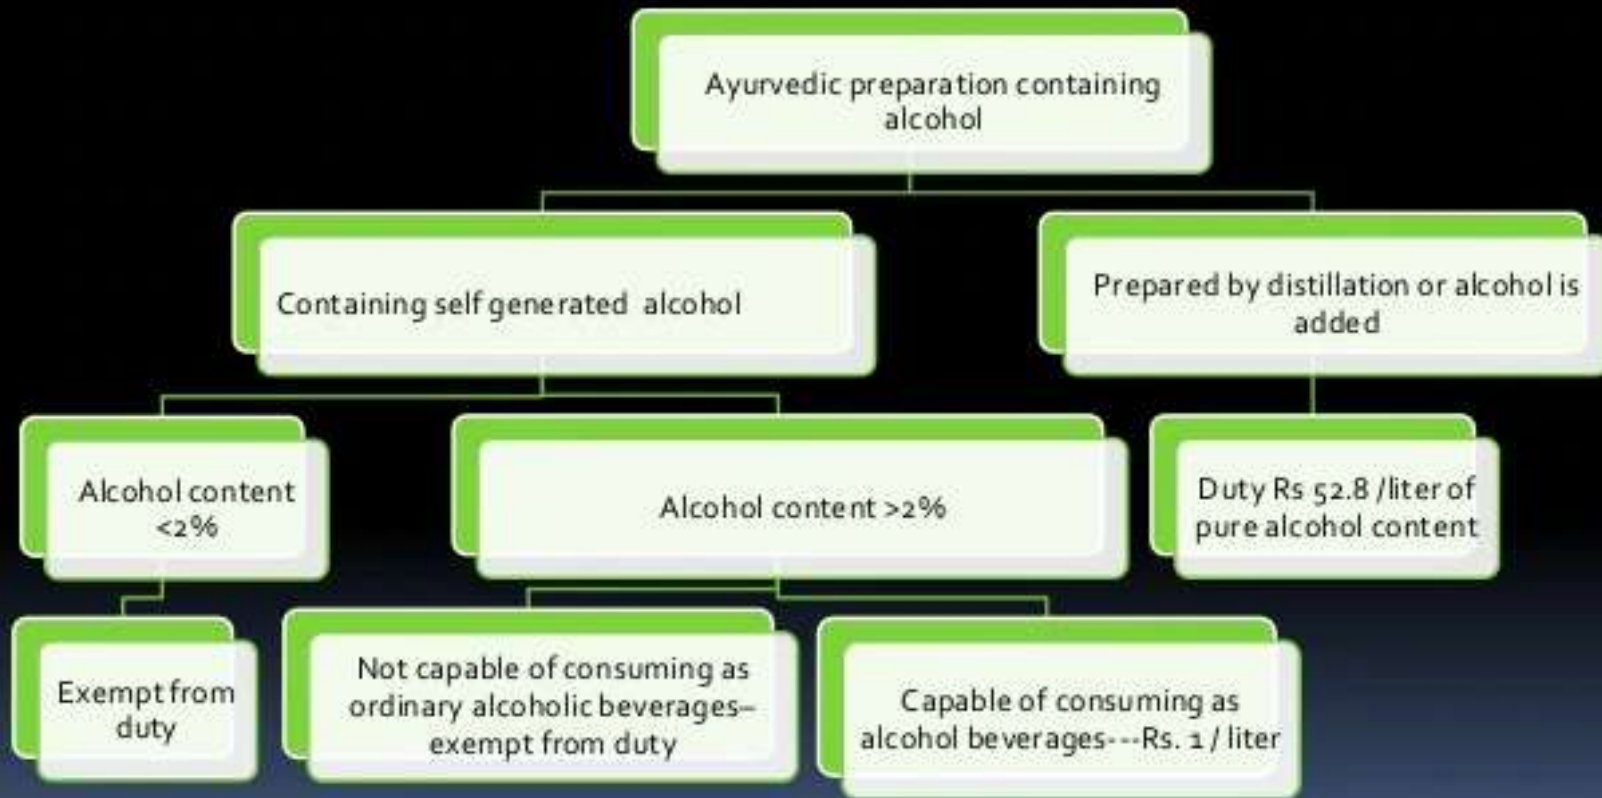 Ayurvedic preparation containing
alcohol
Containing self generated alcohol
Prepared by distillation or alcohol is
added
Alcohol content
<2%
Alcohol content >2%
Duty Rs 52.8 /liter of
pure alcohol content
Exempt from
duty
Not capable of consuming as
ordinary alcoholic beverages–
exempt from duty
Capable of consuming as
alcohol beverages---Rs. 1 / liter